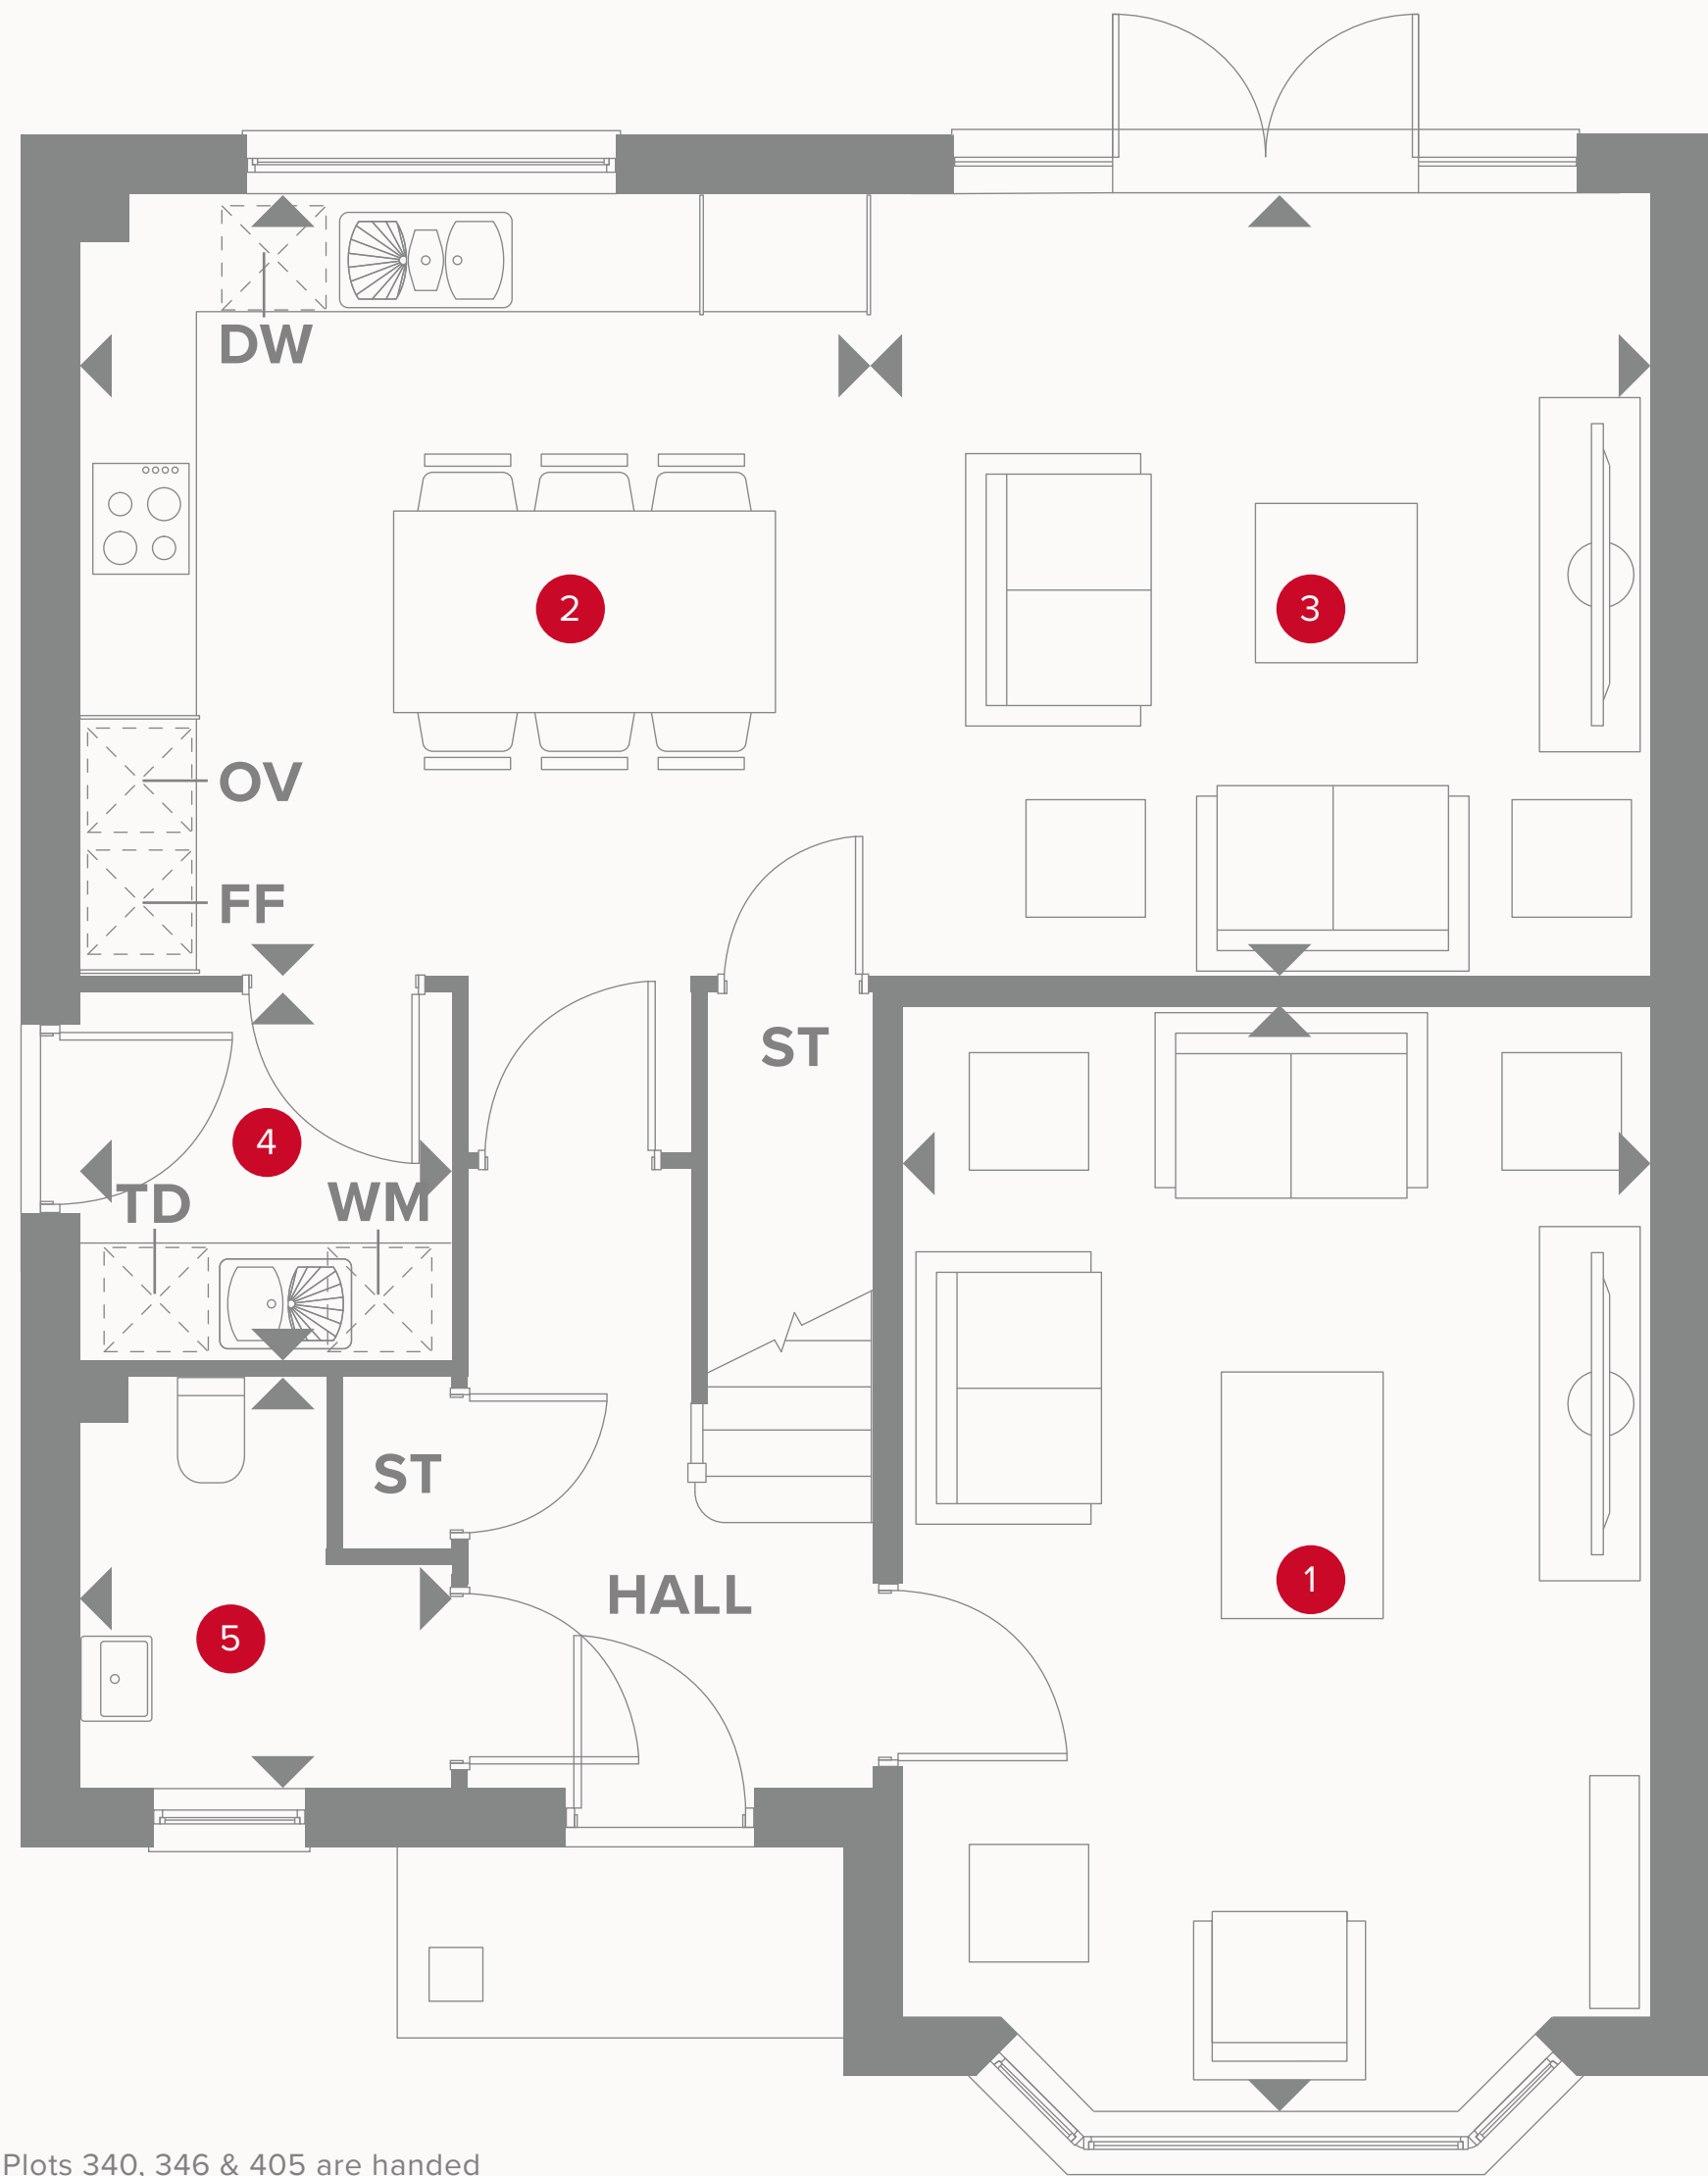 DW
2
3
OV
FF
ST
4
TD
WM
ST
HALL
1
5
Plots 340, 346 & 405 are handed